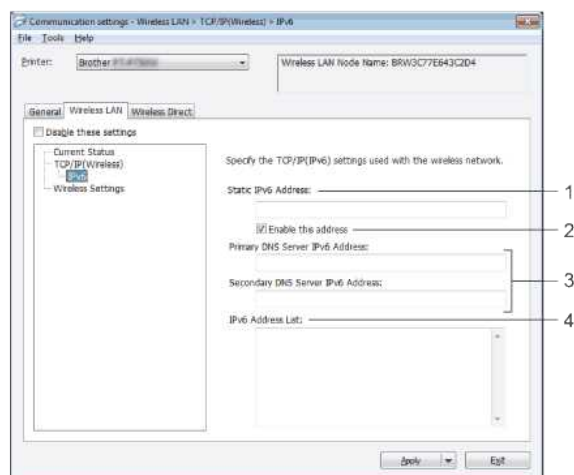 Communication settings - Wireless LAN > TCP/IP(Wireless) > IPv6
File Tools Help
Printer: Brother
Wireless LAN Node Name: BRW3C77E643C2D4
General Wireless LAN Wireless Direct
Disable these settings
Current Status
TCP/IP(Wireless)
IPv6
Wireless Settings
Specify the TCP/IP(IPv6) settings used with the wireless network.
Static IPv6 Address: 1
Enable this address 2
Primary DNS Server IPv6 Address:
3
Secondary DNS Server IPv6 Address:
IPv6 Address List: 4
Apply Exit